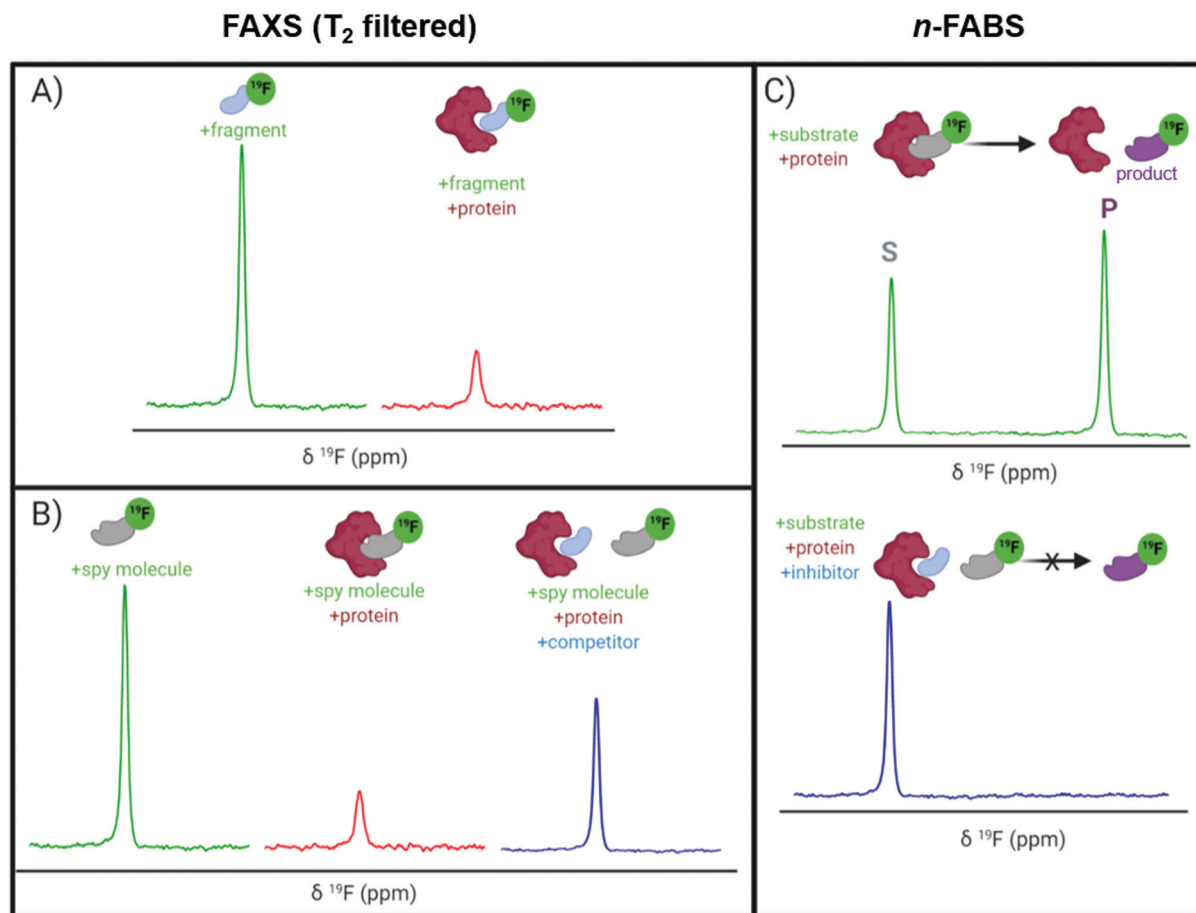 FAXS (T₂ filtered)
n-FABS
A)
¹⁹F
+fragment
¹⁹F
+fragment
+protein
δ ¹⁹F (ppm)
B)
¹⁹F
+spy molecule
¹⁹F
+spy molecule
+protein
¹⁹F
+spy molecule
+protein
+competitor
δ ¹⁹F (ppm)
C)
+substrate
+protein
¹⁹F
¹⁹F
product
S
P
δ ¹⁹F (ppm)
+substrate
+protein
+inhibitor
¹⁹F
x
¹⁹F
δ ¹⁹F (ppm)